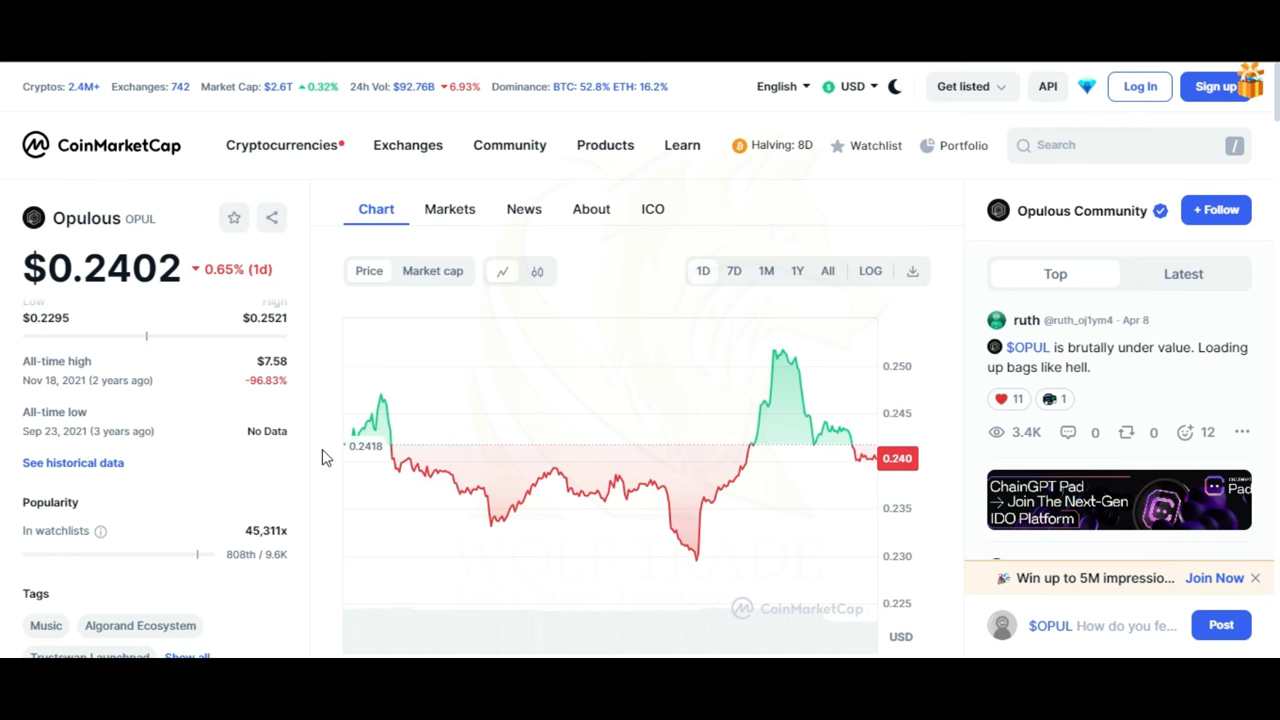 Cryptos: 2.4M+ Exchanges: 742 Market Cap: $2.6T 0.32% 24h Vol: $92.76B 6.93% Dominance: BTC: 52.8% ETH: 16.2%
English USD Get listed API Log In Sign up
CoinMarketCap Cryptocurrencies Exchanges Community Products Learn Halving: 8D Watchlist Portfolio Search /
Opulous OPUL
$0.2402 0.65% (1d)
Low High
$0.2295 $0.2521
All-time high $7.58
Nov 18, 2021 (2 years ago) -96.83%
All-time low
Sep 23, 2021 (3 years ago) No Data
See historical data
Popularity
In watchlists 45,311x
808th / 9.6K
Tags
Music Algorand Ecosystem
Trustswap Launchpad Show all
Chart Markets News About ICO
Price Market cap 1D 7D 1M 1Y All LOG
0.250
0.245
0.2418
0.240
0.235
0.230
0.225
USD
WOLF TRADE
CoinMarketCap
Opulous Community + Follow
Top Latest
ruth @ruth_oj1ym4 · Apr 8
$OPUL is brutally under value. Loading
up bags like hell.
11 1
3.4K 0 0 12
ChainGPT Pad
→ Join The Next-Gen
IDO Platform
Pad
Win up to 5M impressio... Join Now
$OPUL How do you fe... Post